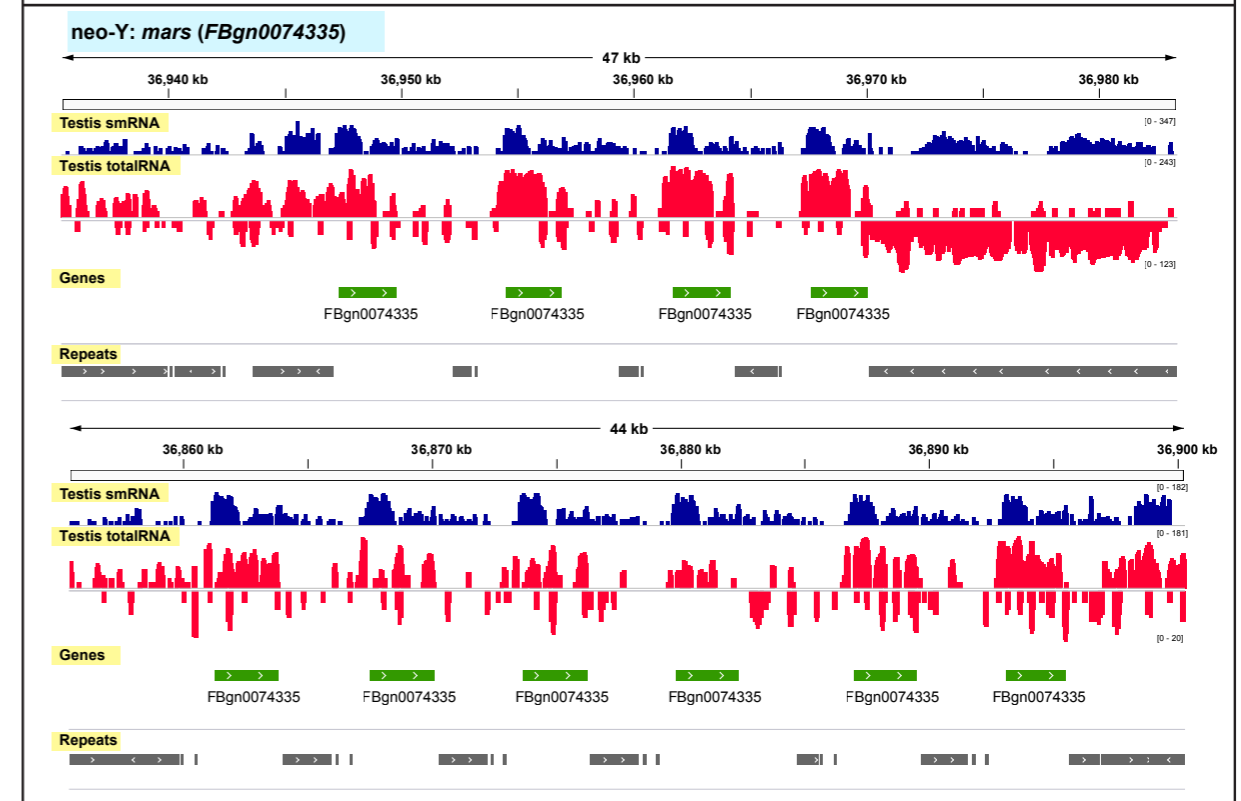 neo-Y: mars (FBgn0074335)
47 kb
36,940 kb 36,950 kb 36,960 kb 36,970 kb 36,980 kb
Testis smRNA [0 - 347]
Testis totalRNA [0 - 243]
[0 - 123]
Genes
FBgn0074335 FBgn0074335 FBgn0074335 FBgn0074335
Repeats
44 kb
36,860 kb 36,870 kb 36,880 kb 36,890 kb 36,900 kb
Testis smRNA [0 - 182]
Testis totalRNA [0 - 181]
[0 - 20]
Genes
FBgn0074335 FBgn0074335 FBgn0074335 FBgn0074335 FBgn0074335 FBgn0074335
Repeats